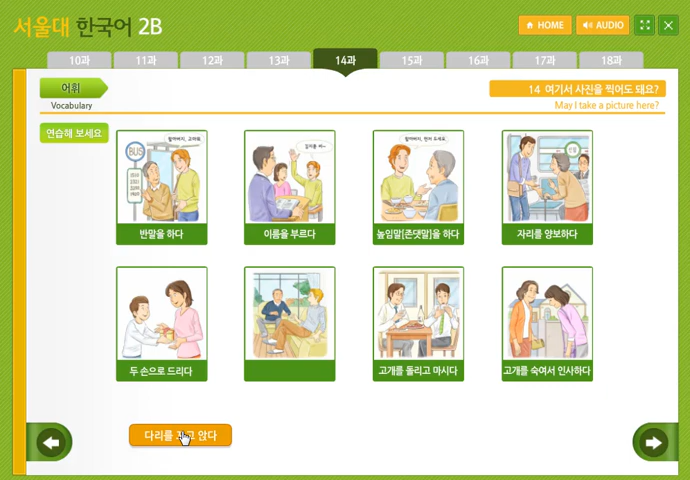 서울대 한국어 2B
HOME
AUDIO
10과
11과
12과
13과
14과
15과
16과
17과
18과
어휘
Vocabulary
14 여기서 사진을 찍어도 돼요?
May I take a picture here?
연습해 보세요
BUS
반말을 하다
이름을 부르다
높임말[존댓말]을 하다
자리를 양보하다
두 손으로 드리다
고개를 돌리고 마시다
고개를 숙여서 인사하다
다리를 앉다